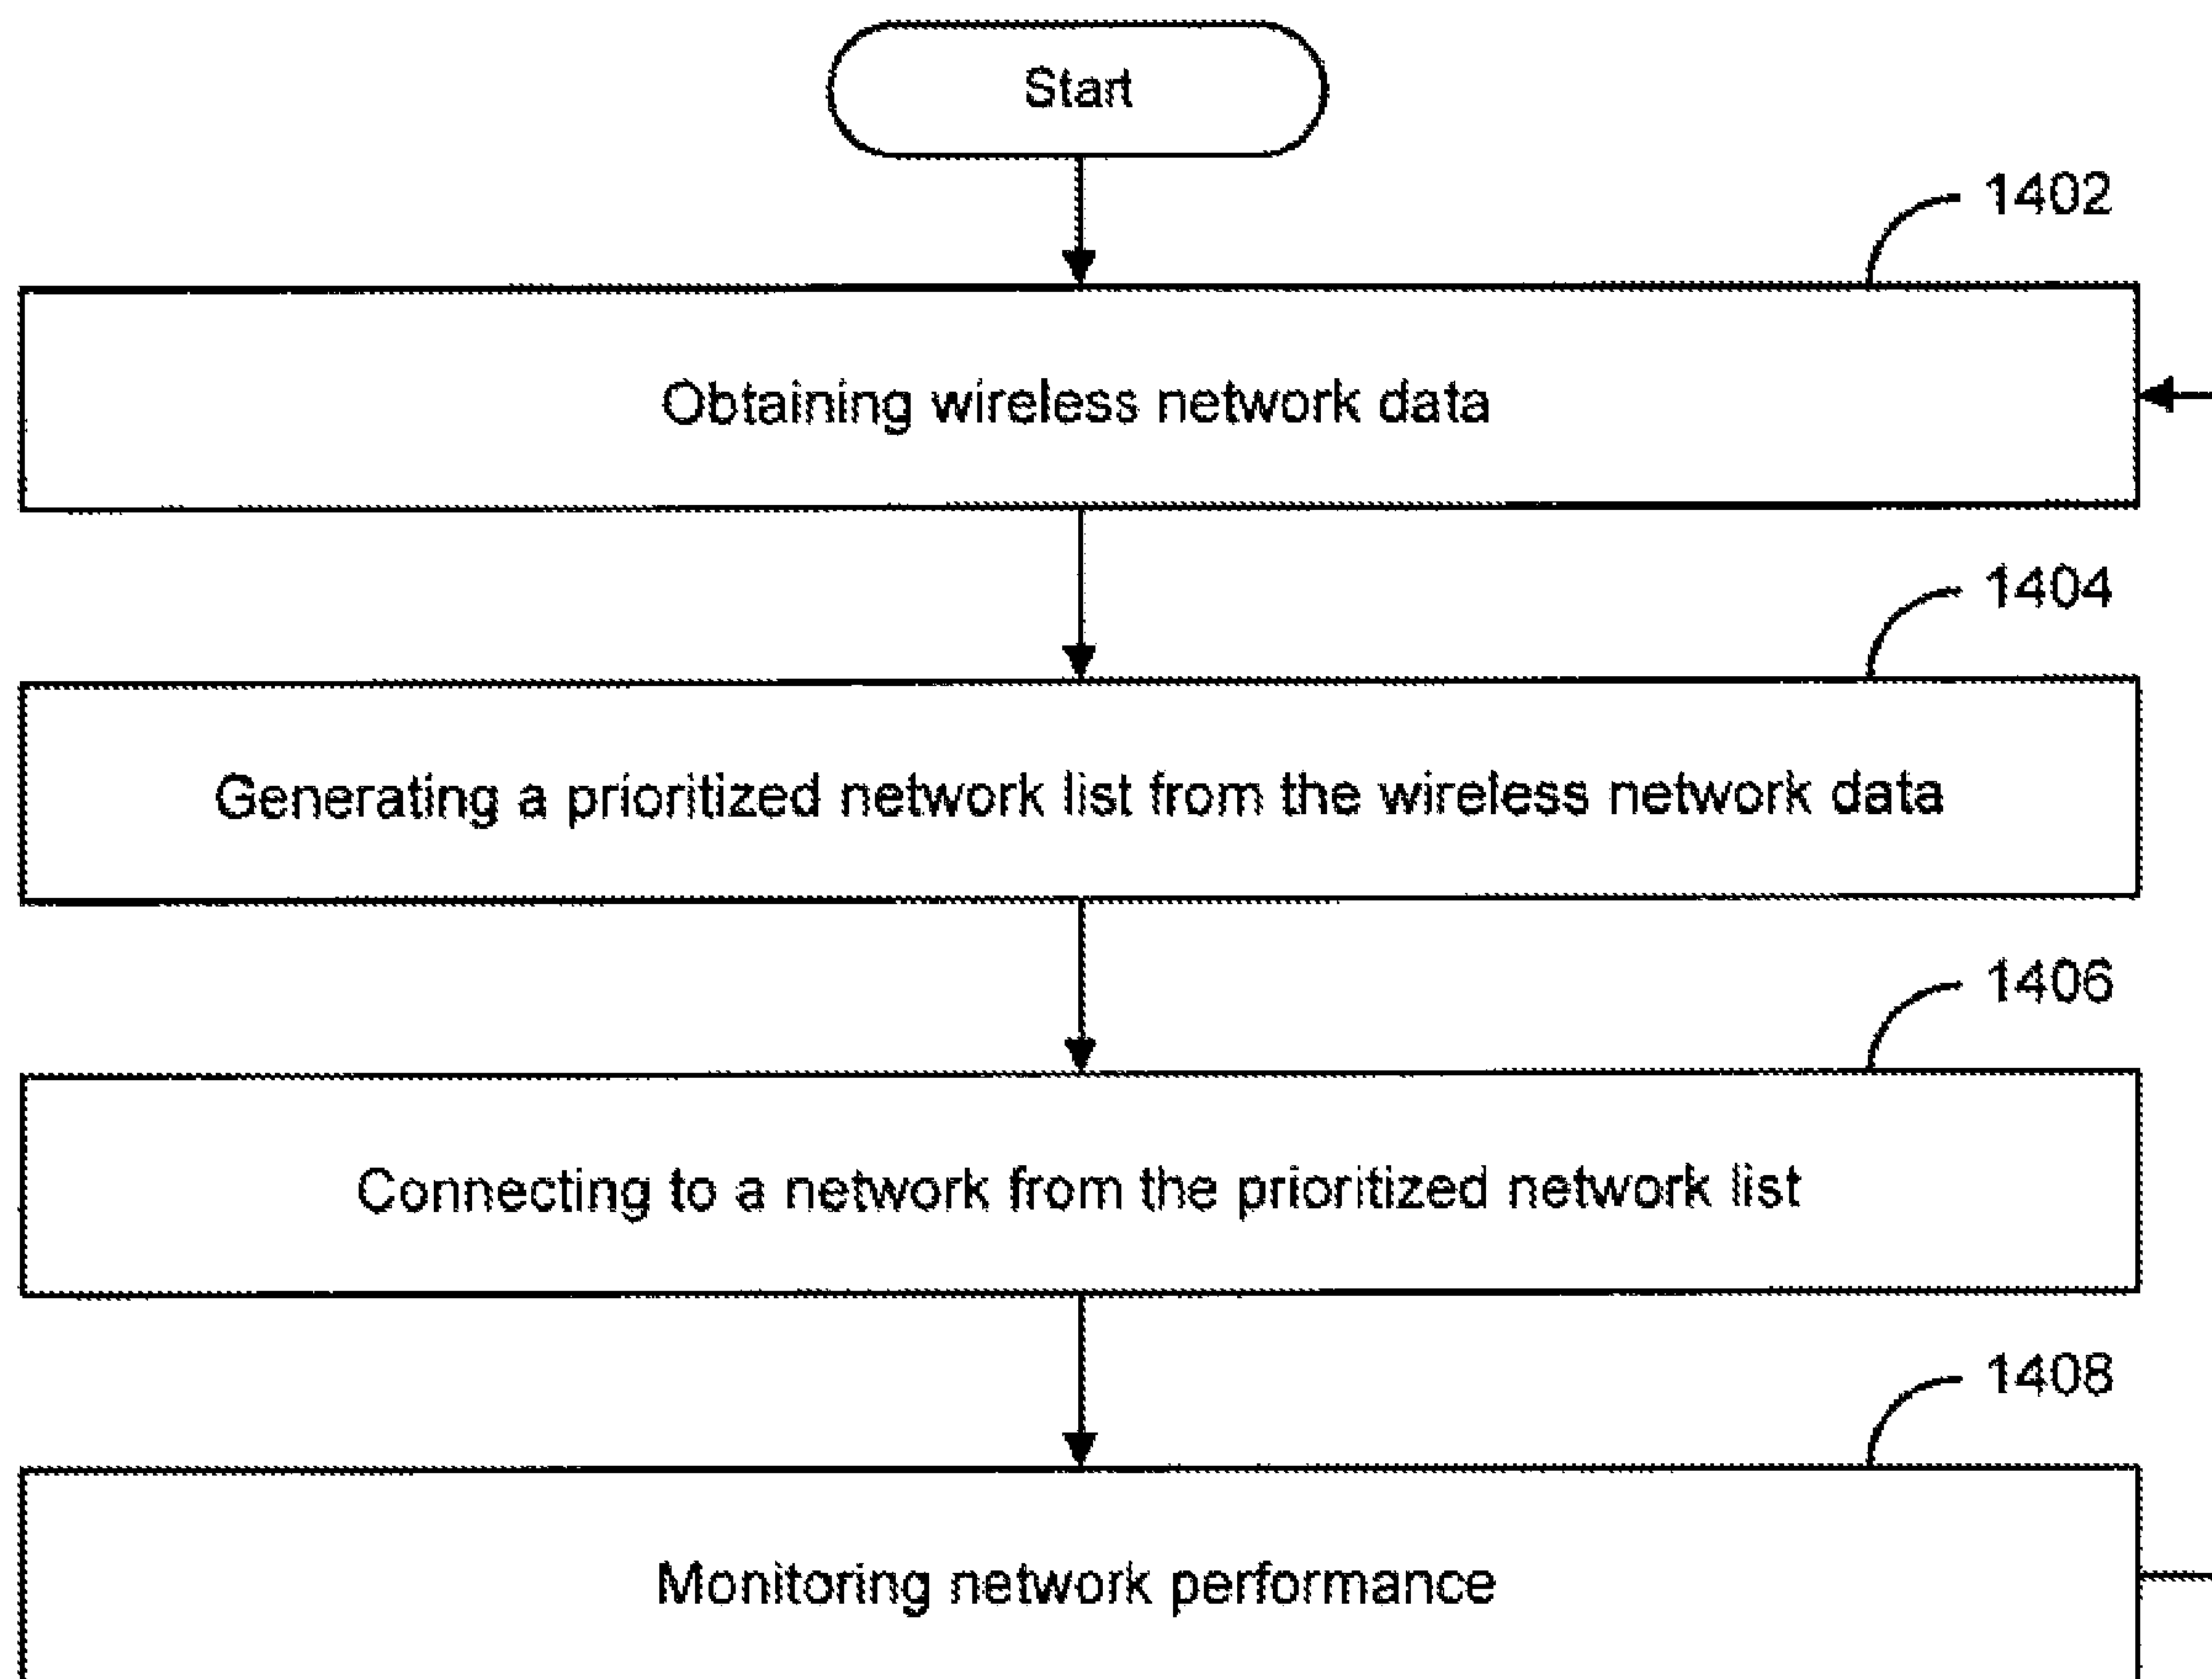 Start
1402
Obtaining wireless network data
1404
Generating a prioritized network list from the wireless network data
1406
Connecting to a network from the prioritized network list
1408
Monitoring network performance